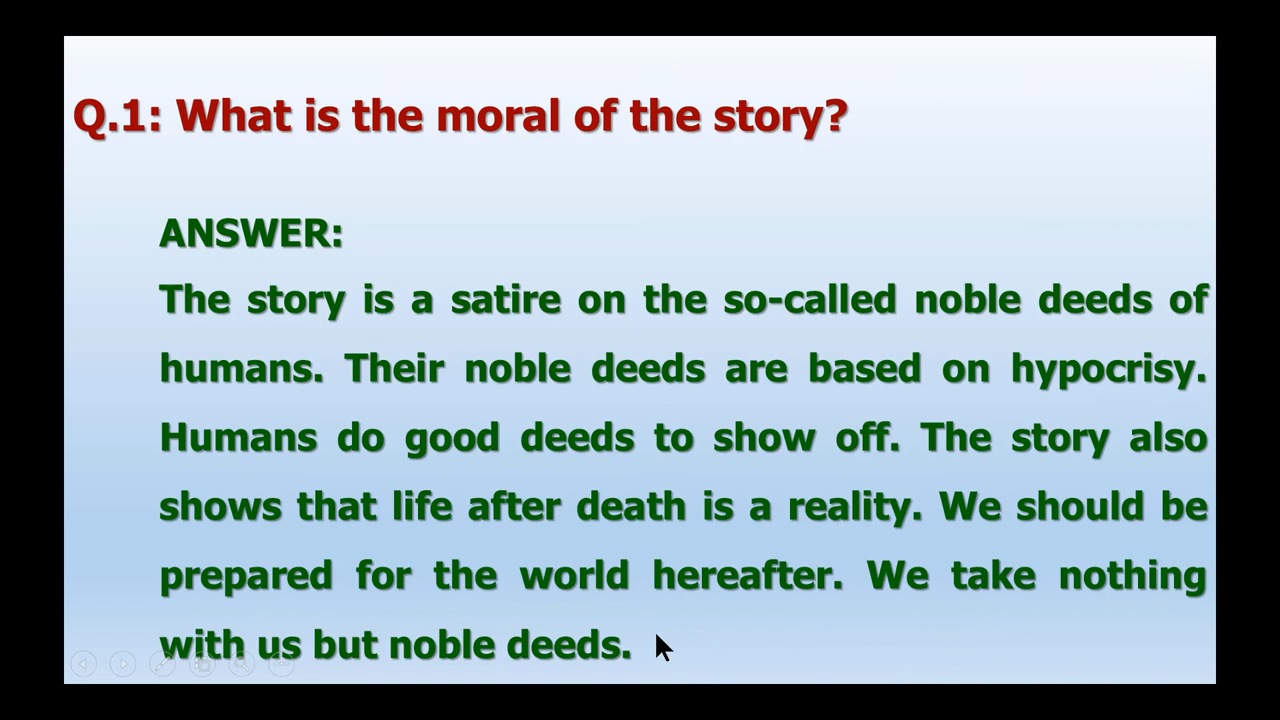 Q.1: What is the moral of the story?
ANSWER:
The story is a satire on the so-called noble deeds of
humans. Their noble deeds are based on hypocrisy.
Humans do good deeds to show off. The story also
shows that life after death is a reality. We should be
prepared for the world hereafter. We take nothing
with us but noble deeds.